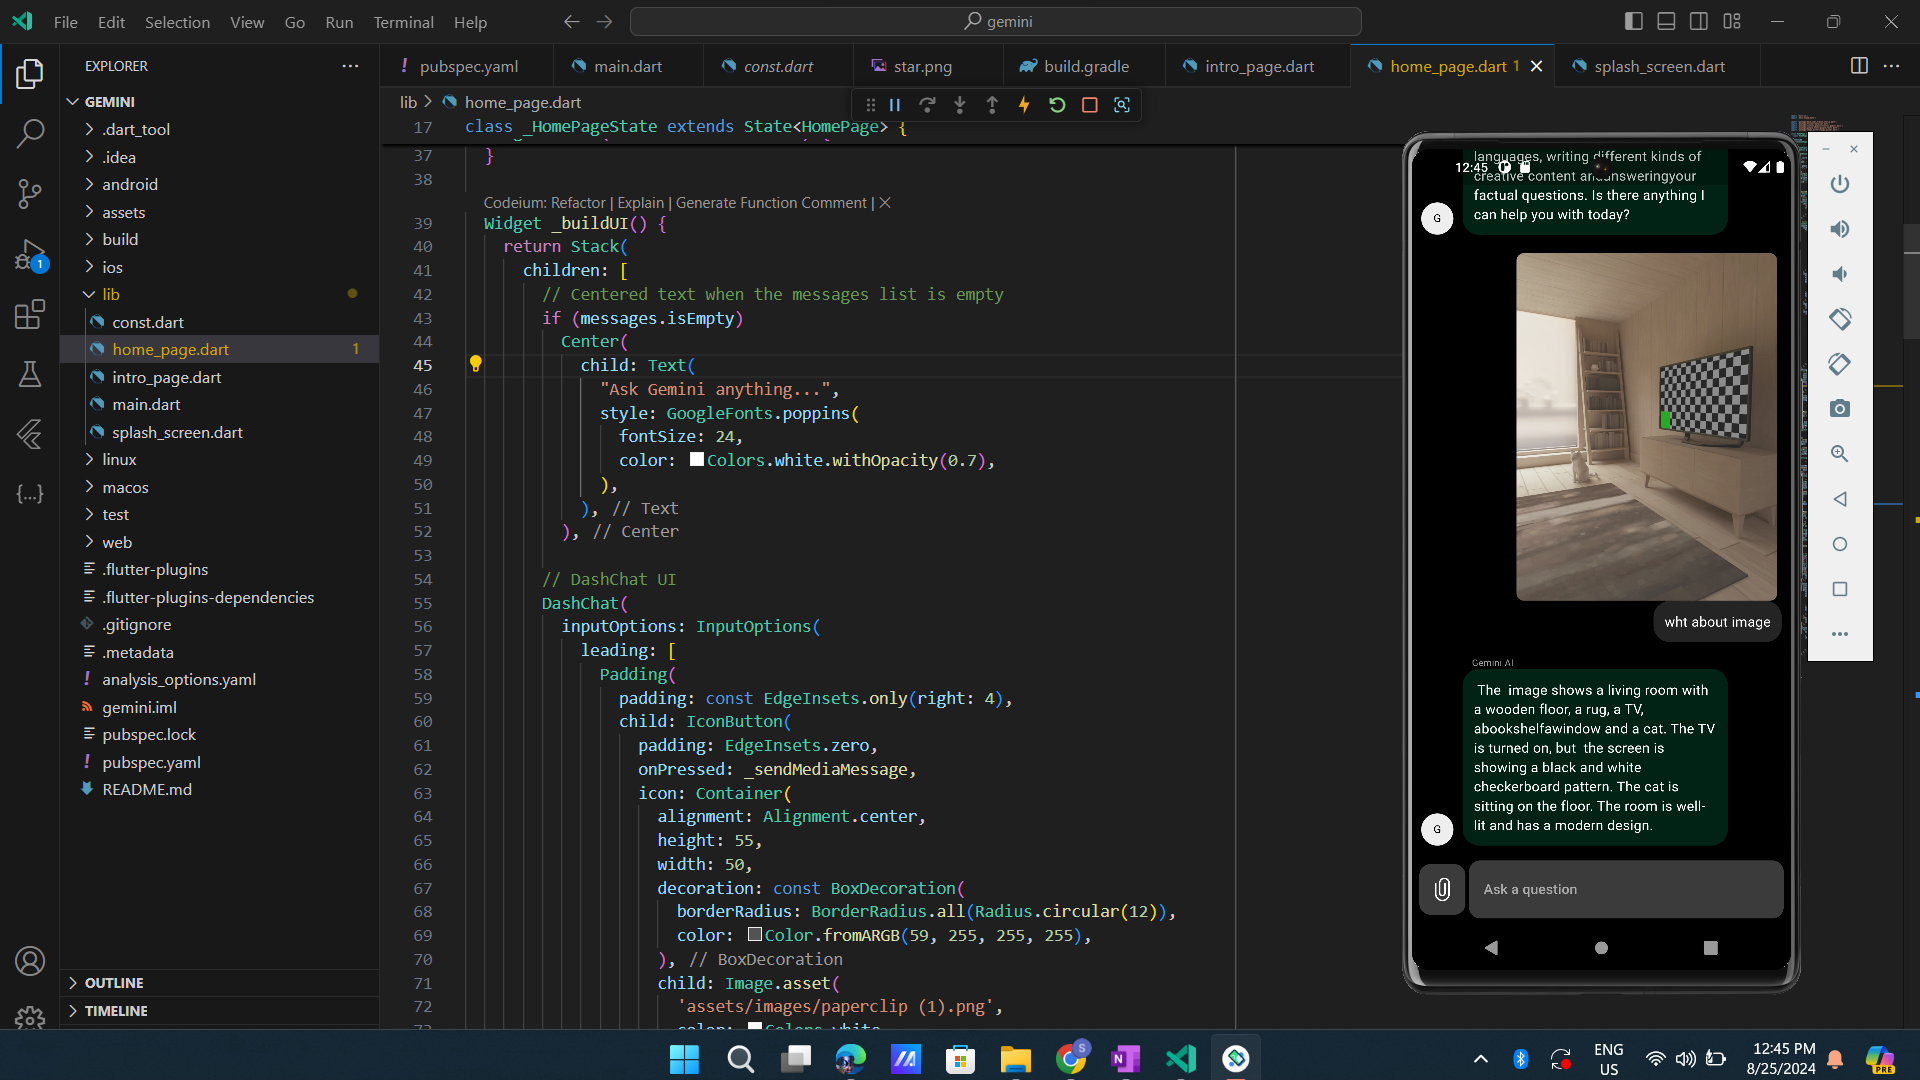 File Edit Selection View Go Run Terminal Help
gemini
EXPLORER
GEMINI
.dart_tool
.idea
android
assets
build
ios
lib
const.dart
home_page.dart 1
intro_page.dart
main.dart
splash_screen.dart
linux
macos
test
web
.flutter-plugins
.flutter-plugins-dependencies
.gitignore
.metadata
analysis_options.yaml
gemini.iml
pubspec.lock
pubspec.yaml
README.md
OUTLINE
TIMELINE
1
{...}
pubspec.yaml main.dart const.dart star.png build.gradle intro_page.dart home_page.dart 1 splash_screen.dart
lib > home_page.dart
17 class _HomePageState extends State<HomePage> {
37 }
38
Codeium: Refactor | Explain | Generate Function Comment | X
39 Widget _buildUI() {
40 return Stack(
41 children: [
42 // Centered text when the messages list is empty
43 if (messages.isEmpty)
44 Center(
45 child: Text(
46 "Ask Gemini anything...",
47 style: GoogleFonts.poppins(
48 fontSize: 24,
49 color: Colors.white.withOpacity(0.7),
50 ),
51 ), // Text
52 ), // Center
53
54 // DashChat UI
55 DashChat(
56 inputOptions: InputOptions(
57 leading: [
58 Padding(
59 padding: const EdgeInsets.only(right: 4),
60 child: IconButton(
61 padding: EdgeInsets.zero,
62 onPressed: _sendMediaMessage,
63 icon: Container(
64 alignment: Alignment.center,
65 height: 55,
66 width: 50,
67 decoration: const BoxDecoration(
68 borderRadius: BorderRadius.all(Radius.circular(12)),
69 color: Color.fromARGB(59, 255, 255, 255),
70 ), // BoxDecoration
71 child: Image.asset(
72 'assets/images/paperclip (1).png',
73 color: Colors.white,
12:45
languages, writing different kinds of
creative content andansweringyour
factual questions. Is there anything I
can help you with today?
G
wht about image
Gemini AI
The image shows a living room with
a wooden floor, a rug, a TV,
abookshelfawindow and a cat. The TV
is turned on, but the screen is
showing a black and white
checkerboard pattern. The cat is
sitting on the floor. The room is well-
lit and has a modern design.
G
Ask a question
S
ENG
US
12:45 PM
8/25/2024
PRE